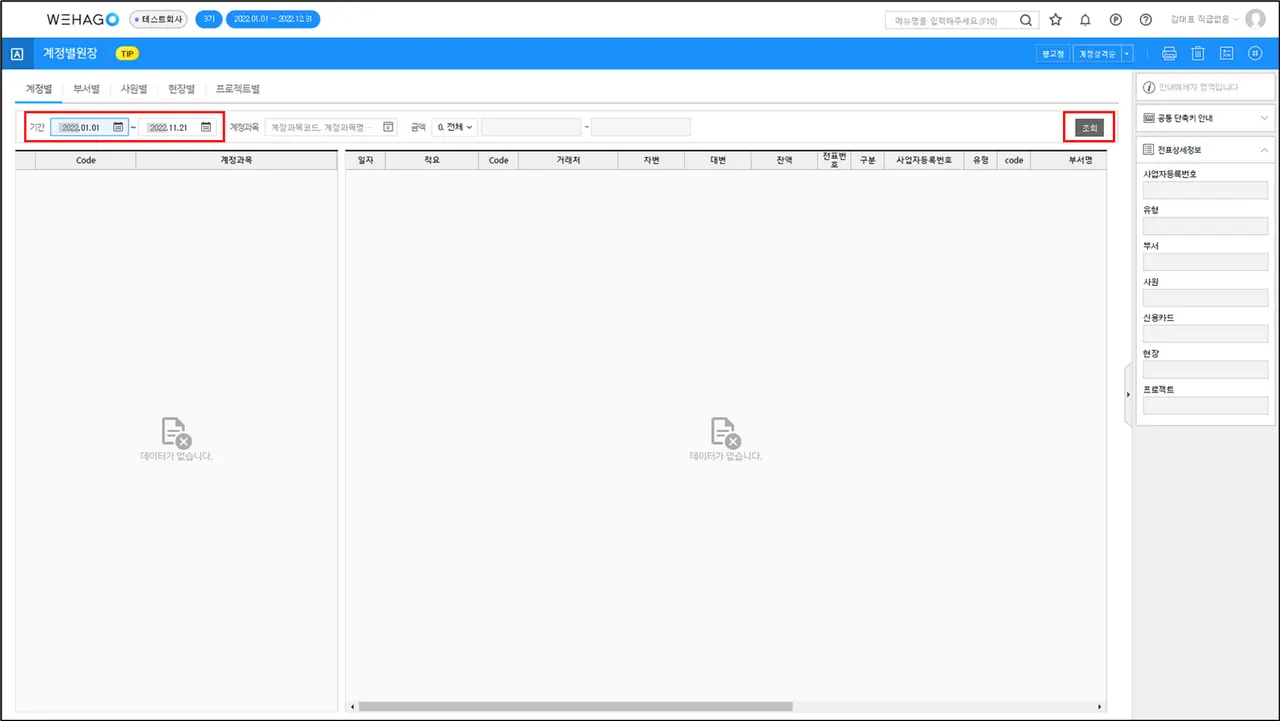 WEHAGO 테스트회사 3기 2022.01.01 ~ 2022.12.31 메뉴명을 입력해주세요.(F10) 김대표 직급없음
A 계정별원장 TIP 계정성격순
계정별 부서별 사원별 현장별 프로젝트별
기간 2022.01.01 ~ 2022.11.21 계정과목 계정과목코드, 계정과목명··· 금액 0. 전체 ~ 조회
Code 계정과목 일자 적요 Code 거래처 차변 대변 잔액 전표번호 구분 사업자등록번호 유형 code 부서명
데이터가 없습니다. 데이터가 없습니다.
안내메세지 영역입니다
공통 단축키 안내
전표상세정보
사업자등록번호
유형
부서
사원
신용카드
현장
프로젝트